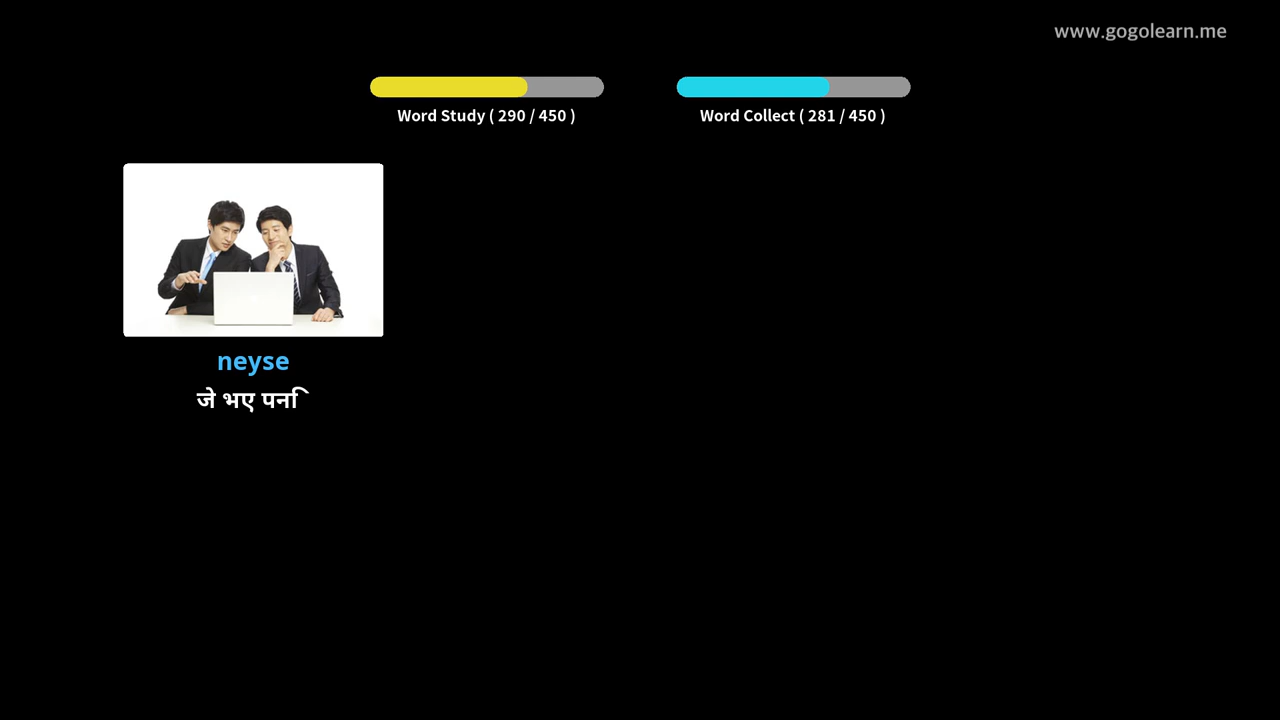 www.gogolearn.me
Word Study ( 290 / 450 )
Word Collect ( 281 / 450 )
neyse
जे भए पनि